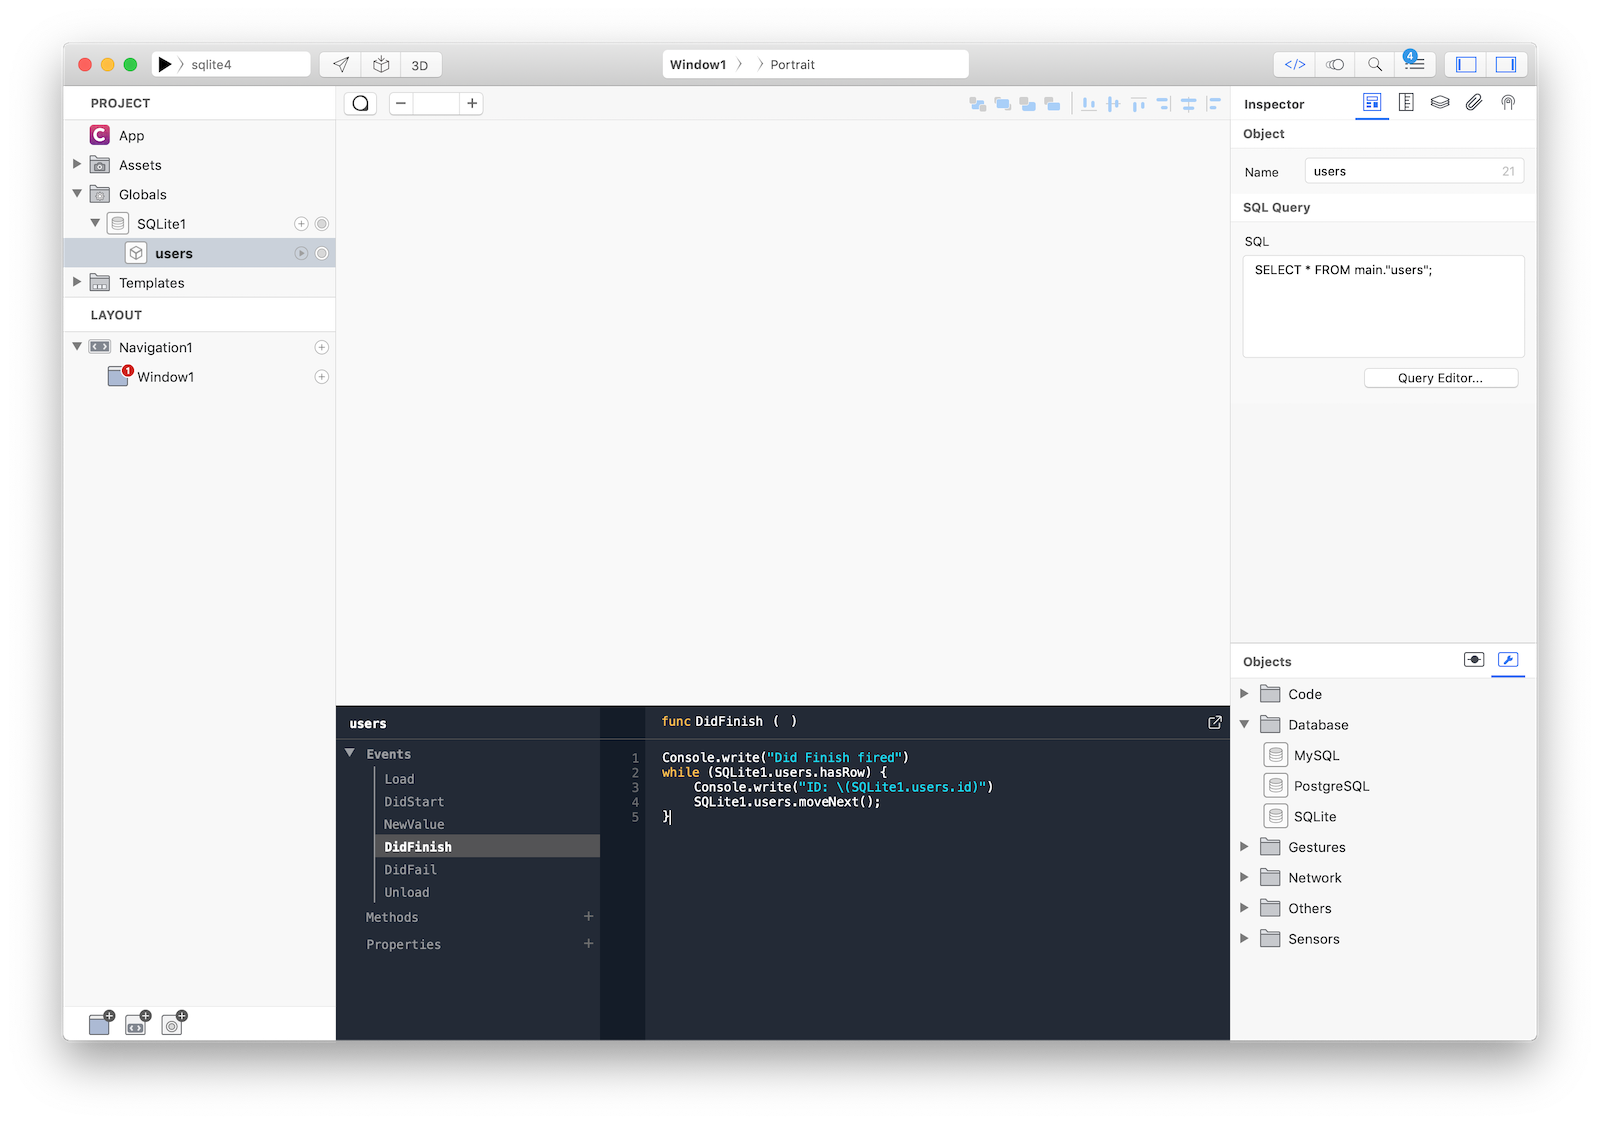 sqlite4
3D
Window1
Portrait
</>
4
PROJECT
App
Assets
Globals
SQLite1
users
Templates
LAYOUT
Navigation1
1
Window1
Inspector
Object
Name
users
21
SQL Query
SQL
SELECT * FROM main."users";
Query Editor...
users
Events
Load
DidStart
NewValue
DidFinish
DidFail
Unload
Methods
Properties
func DidFinish ( )
1 Console.write("Did Finish fired")
2 while (SQLite1.users.hasRow) {
3 Console.write("ID: \(SQLite1.users.id)")
4 SQLite1.users.moveNext();
5 }
Objects
Code
Database
MySQL
PostgreSQL
SQLite
Gestures
Network
Others
Sensors